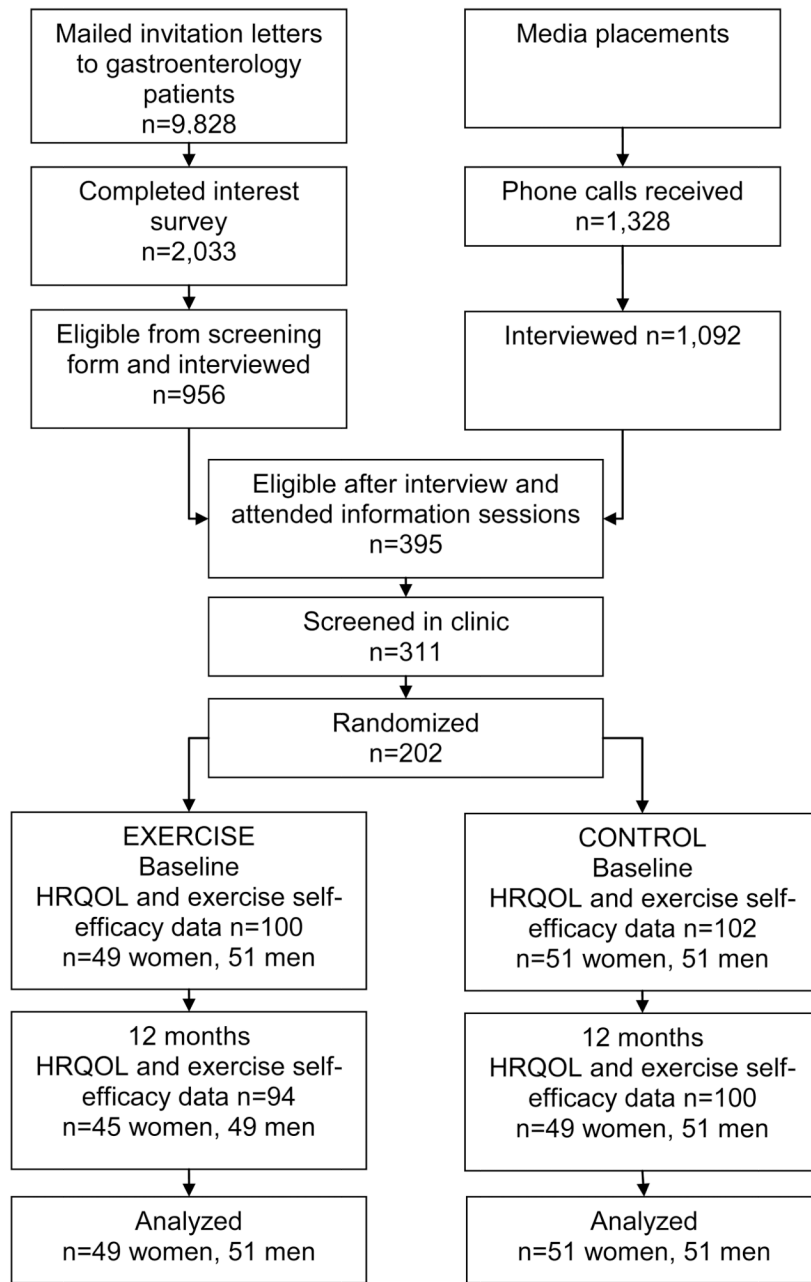 Mailed invitation letters
to gastroenterology
patients
n=9,828
Media placements
Completed interest
survey
n=2,033
Phone calls received
n=1,328
Eligible from screening
form and interviewed
n=956
Interviewed n=1,092
Eligible after interview and
attended information sessions
n=395
Screened in clinic
n=311
Randomized
n=202
EXERCISE
Baseline
HRQOL and exercise self-
efficacy data n=100
n=49 women, 51 men
CONTROL
Baseline
HRQOL and exercise self-
efficacy data n=102
n=51 women, 51 men
12 months
HRQOL and exercise self-
efficacy data n=94
n=45 women, 49 men
12 months
HRQOL and exercise self-
efficacy data n=100
n=49 women, 51 men
Analyzed
n=49 women, 51 men
Analyzed
n=51 women, 51 men